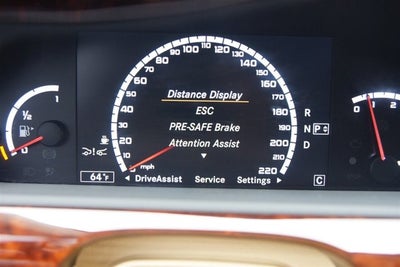 Distance Display
ESC
PRE-SAFE Brake
Attention Assist
DriveAssist Service Settings
64°F
mph
10
20
30
40
50
60
70
80
90
100
110
120
130
140
150
160
170
180
190
200
210
220
R
N P
D
C
1
½
0
1
2